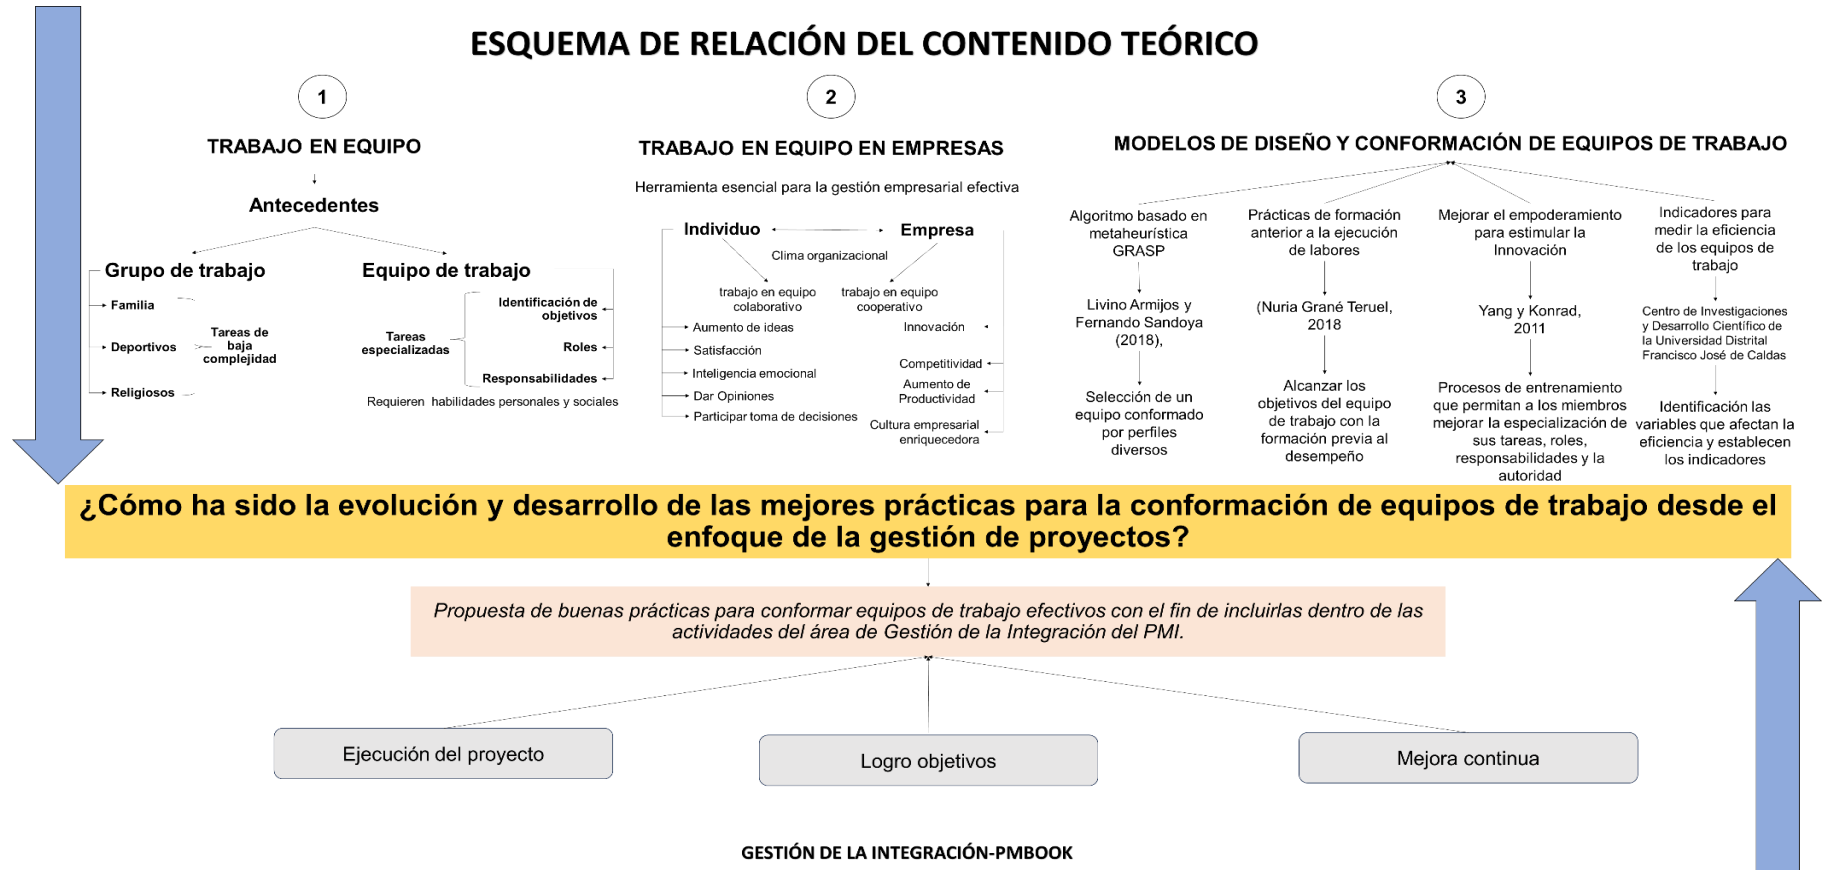 ESQUEMA DE RELACIÓN DEL CONTENIDO TEÓRICO
1
TRABAJO EN EQUIPO
Antecedentes
Grupo de trabajo
Familia
Deportivos
Religiosos
Tareas de
baja
complejidad
Equipo de trabajo
Tareas
especializadas
Identificación de
objetivos
Roles
Responsabilidades
Requieren habilidades personales y sociales
2
TRABAJO EN EQUIPO EN EMPRESAS
Herramienta esencial para la gestión empresarial efectiva
Individuo
Empresa
Clima organizacional
trabajo en equipo
colaborativo
trabajo en equipo
cooperativo
Aumento de ideas
Satisfacción
Inteligencia emocional
Dar Opiniones
Participar toma de decisiones
Innovación
Competitividad
Aumento de
Productividad
Cultura empresarial
enriquecedora
3
MODELOS DE DISEÑO Y CONFORMACIÓN DE EQUIPOS DE TRABAJO
Algoritmo basado en
metaheurística
GRASP
Livino Armijos y
Fernando Sandoya
(2018),
Selección de un
equipo conformado
por perfiles
diversos
Prácticas de formación
anterior a la ejecución
de labores
(Nuria Grané Teruel,
2018
Alcanzar los
objetivos del equipo
de trabajo con la
formación previa al
desempeño
Mejorar el empoderamiento
para estimular la
Innovación
Yang y Konrad,
2011
Procesos de entrenamiento
que permitan a los miembros
mejorar la especialización de
sus tareas, roles,
responsabilidades y la
autoridad
Indicadores para
medir la eficiencia
de los equipos de
trabajo
Centro de Investigaciones
y Desarrollo Científico de
la Universidad Distrital
Francisco José de Caldas
Identificación las
variables que afectan la
eficiencia y establecen
los indicadores
¿Cómo ha sido la evolución y desarrollo de las mejores prácticas para la conformación de equipos de trabajo desde el
enfoque de la gestión de proyectos?
Propuesta de buenas prácticas para conformar equipos de trabajo efectivos con el fin de incluirlas dentro de las
actividades del área de Gestión de la Integración del PMI.
Ejecución del proyecto
Logro objetivos
Mejora continua
GESTIÓN DE LA INTEGRACIÓN-PMBOOK